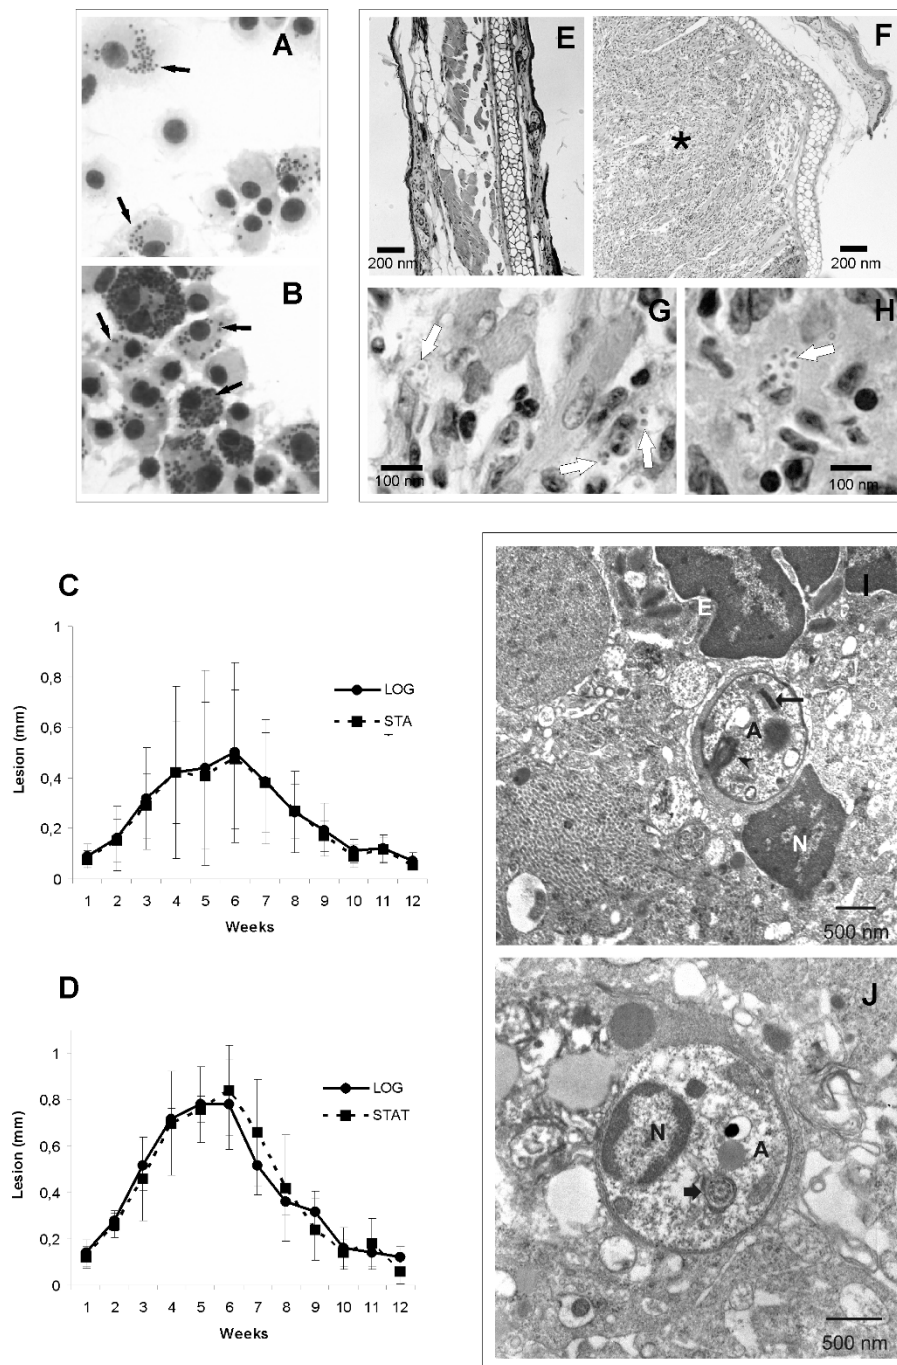 A
B
E
200 nm
F
*
200 nm
G
100 nm
H
100 nm
C
1
0,8
0,6
0,4
0,2
0
Lesion (mm)
LOG
STA
1 2 3 4 5 6 7 8 9 10 11 12
Weeks
D
1
0,8
0,6
0,4
0,2
0
Lesion (mm)
LOG
STAT
1 2 3 4 5 6 7 8 9 10 11 12
Weeks
I
E
A
N
500 nm
J
N
A
500 nm